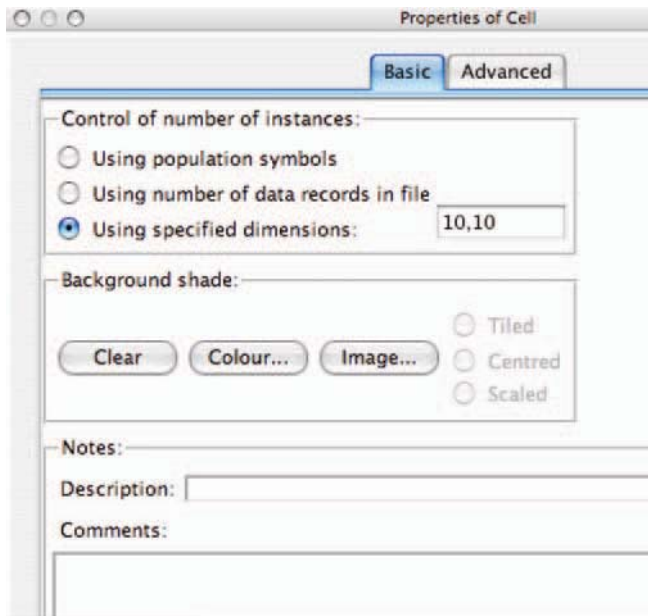 Properties of Cell
Basic Advanced
Control of number of instances:
Using population symbols
Using number of data records in file
Using specified dimensions: 10,10
Background shade:
Tiled
Clear Colour... Image... Centred
Scaled
Notes:
Description:
Comments: